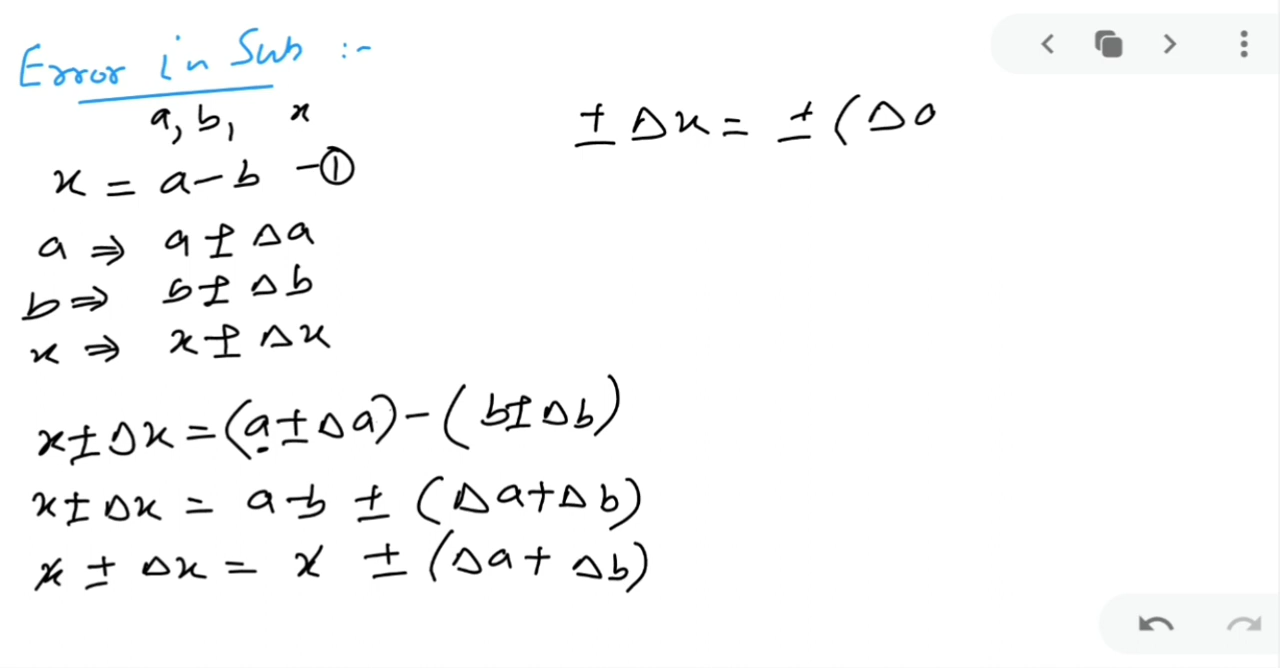 Error in Sub :-
a, b, x
x = a - b - ①
a ⇒ a ± Δa
b ⇒ b ± Δb
x ⇒ x ± Δx
x ± Δx = (a ± Δa) - (b ± Δb)
x ± Δx = a - b ± (Δa + Δb)
x ± Δx = x ± (Δa + Δb)
± Δx = ± (Δa